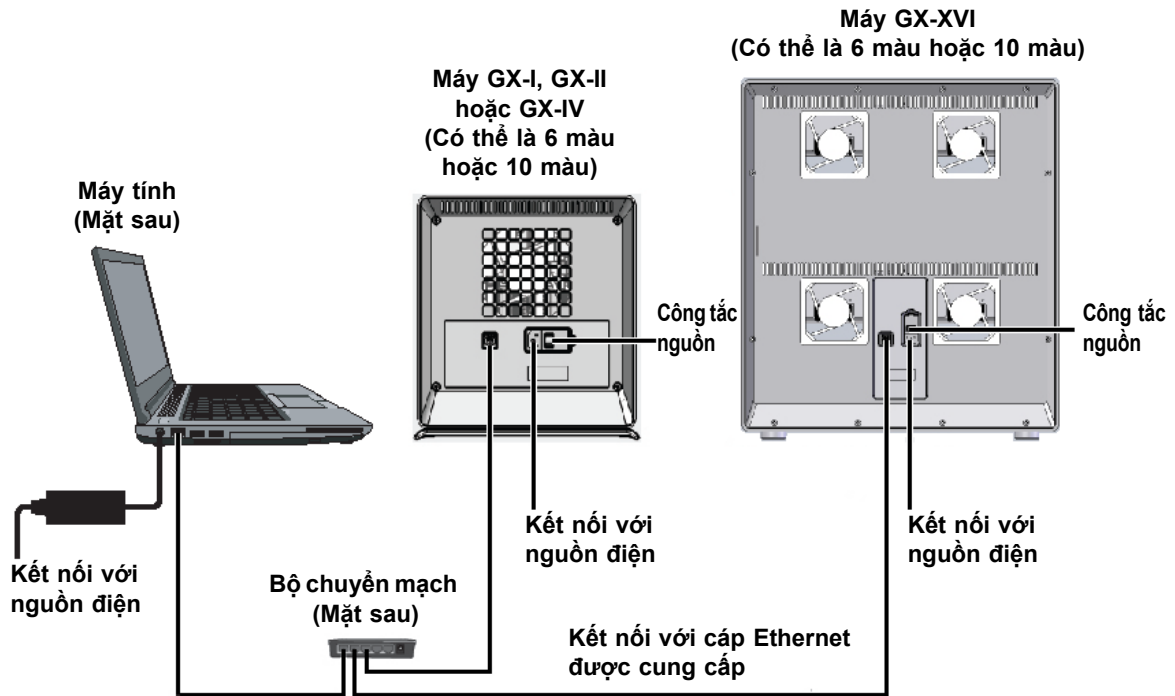 Máy GX-XVI
(Có thể là 6 màu hoặc 10 màu)
Máy GX-I, GX-II
hoặc GX-IV
(Có thể là 6 màu
hoặc 10 màu)
Máy tính
(Mặt sau)
Công tắc
nguồn
Công tắc
nguồn
Kết nối với
nguồn điện
Kết nối với
nguồn điện
Kết nối với
nguồn điện
Bộ chuyển mạch
(Mặt sau)
Kết nối với cáp Ethernet
được cung cấp